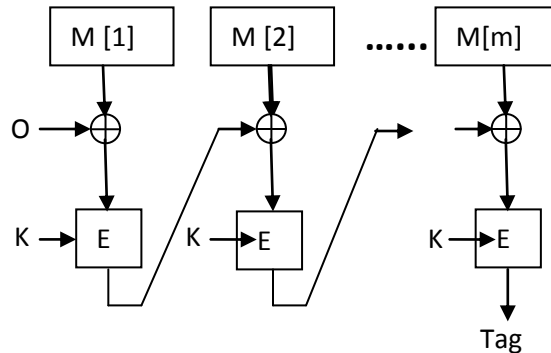 M [1] M [2] ...... M[m]
O
K E K E K E
Tag